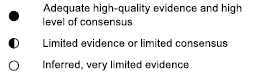 Adequate high-quality evidence and high
level of consensus
Limited evidence or limited consensus
Inferred, very limited evidence